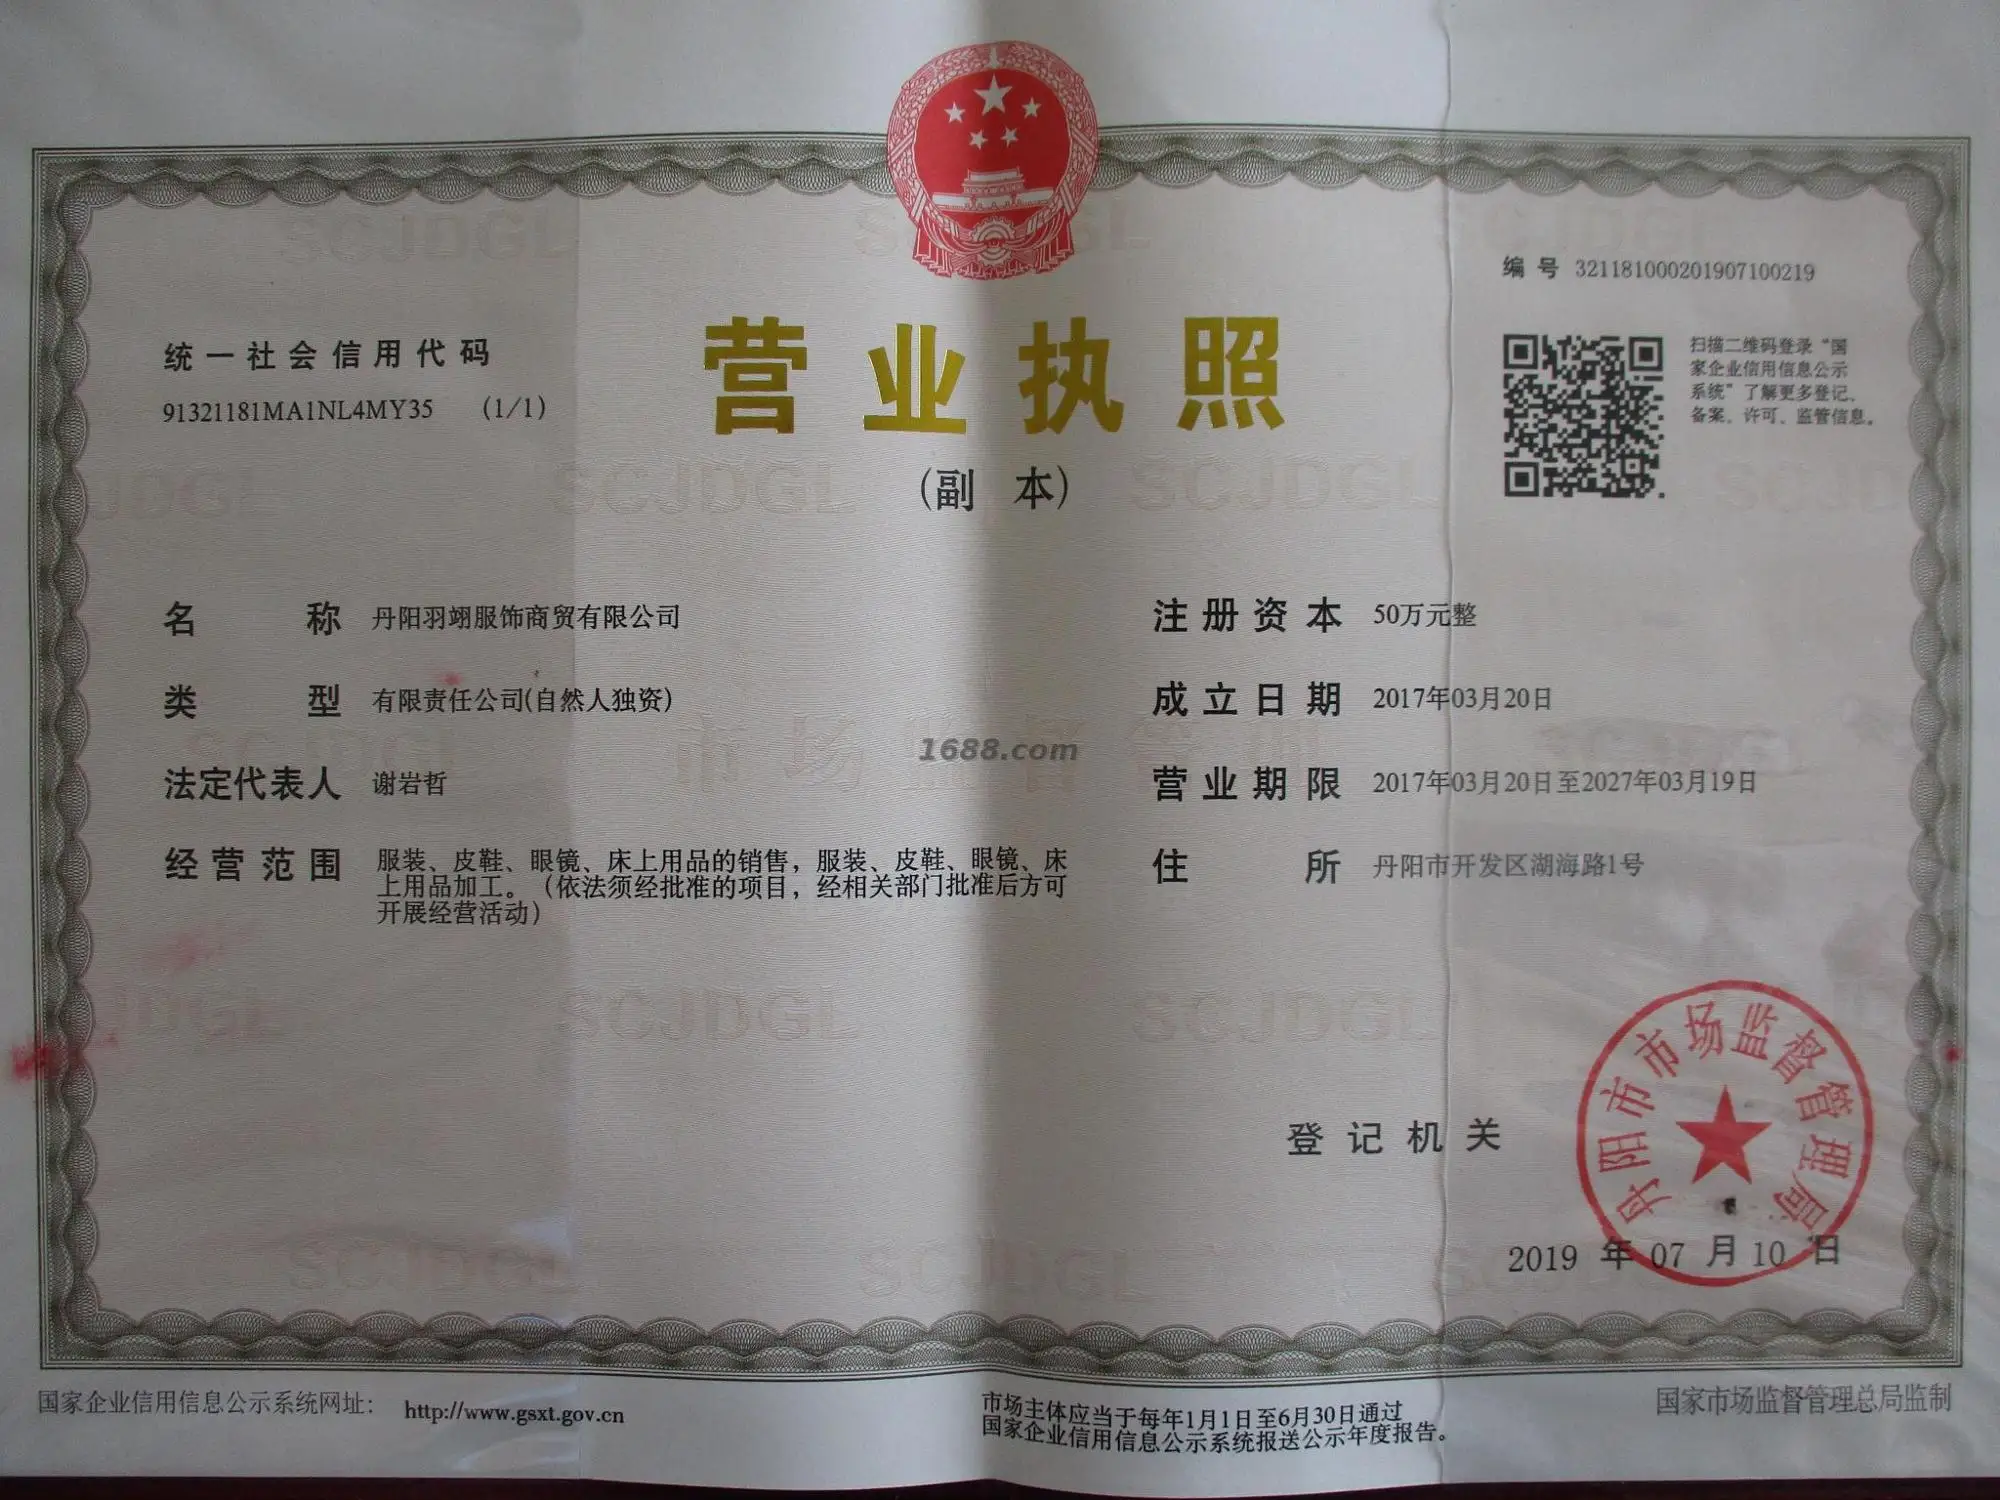 编号 321181000201907100219
统一社会信用代码
91321181MA1NL4MY35 (1/1)
营业执照
(副本)
扫描二维码登录“国
家企业信用信息公示
系统”了解更多登记、
备案、许可、监管信息。
名称 丹阳羽翊服饰商贸有限公司
类型 有限责任公司(自然人独资)
法定代表人 谢岩哲
经营范围 服装、皮鞋、眼镜、床上用品的销售，服装、皮鞋、眼镜、床
上用品加工。（依法须经批准的项目，经相关部门批准后方可
开展经营活动）
注册资本 50万元整
成立日期 2017年03月20日
营业期限 2017年03月20日至2027年03月19日
住所 丹阳市开发区湖海路1号
1688.com
登记机关
丹阳市市场监督管理局
2019年07月10日
国家企业信用信息公示系统网址： http://www.gsxt.gov.cn
市场主体应当于每年1月1日至6月30日通过
国家企业信用信息公示系统报送公示年度报告。
国家市场监督管理总局监制